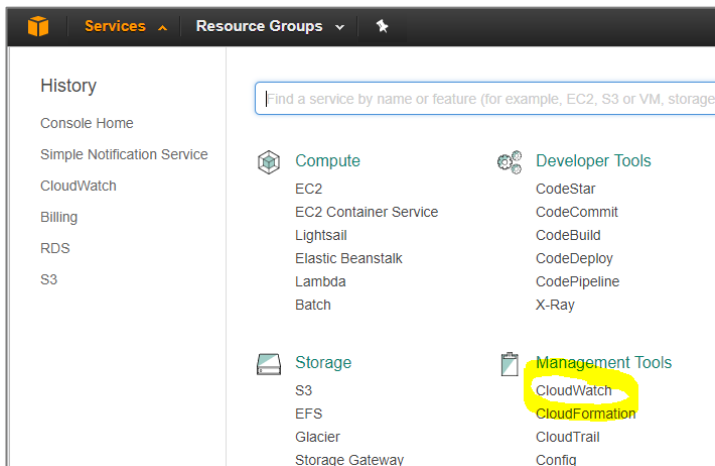 Services
Resource Groups
History
Console Home
Simple Notification Service
CloudWatch
Billing
RDS
S3
Find a service by name or feature (for example, EC2, S3 or VM, storage
Compute
EC2
EC2 Container Service
Lightsail
Elastic Beanstalk
Lambda
Batch
Developer Tools
CodeStar
CodeCommit
CodeBuild
CodeDeploy
CodePipeline
X-Ray
Storage
S3
EFS
Glacier
Storage Gateway
Management Tools
CloudWatch
CloudFormation
CloudTrail
Config